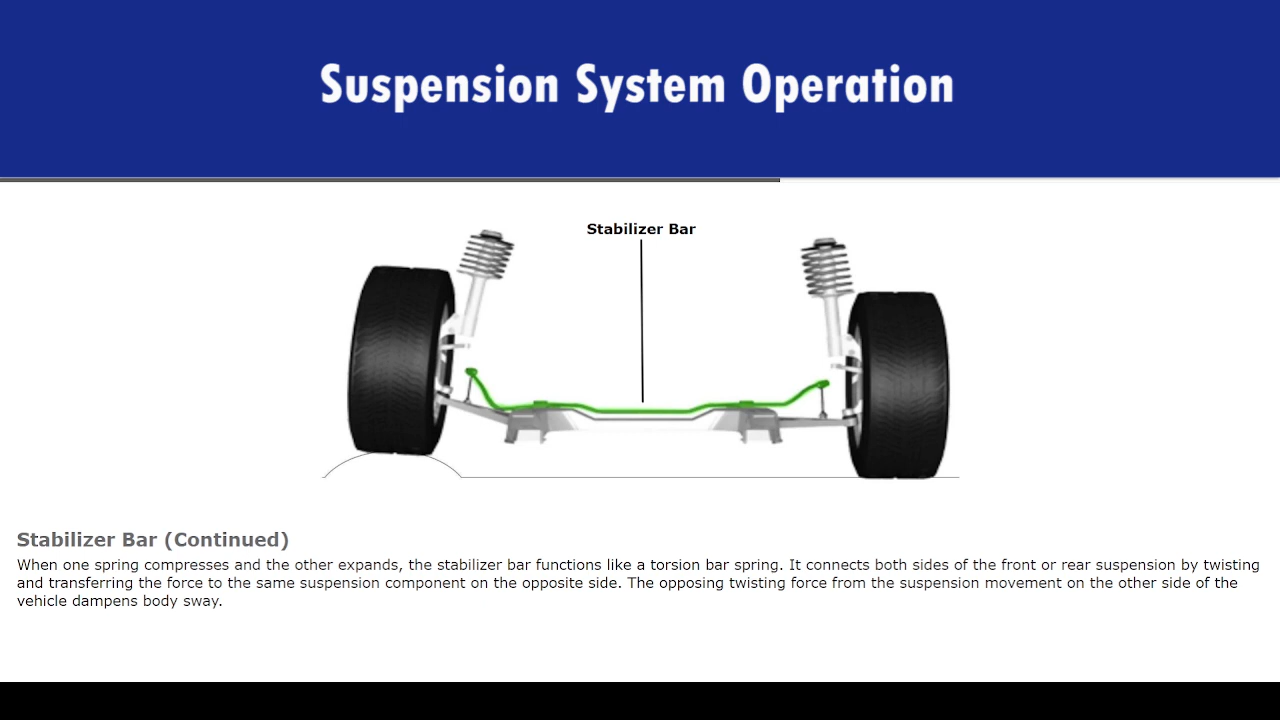 Suspension System Operation
Stabilizer Bar
Stabilizer Bar (Continued)
When one spring compresses and the other expands, the stabilizer bar functions like a torsion bar spring. It connects both sides of the front or rear suspension by twisting
and transferring the force to the same suspension component on the opposite side. The opposing twisting force from the suspension movement on the other side of the
vehicle dampens body sway.